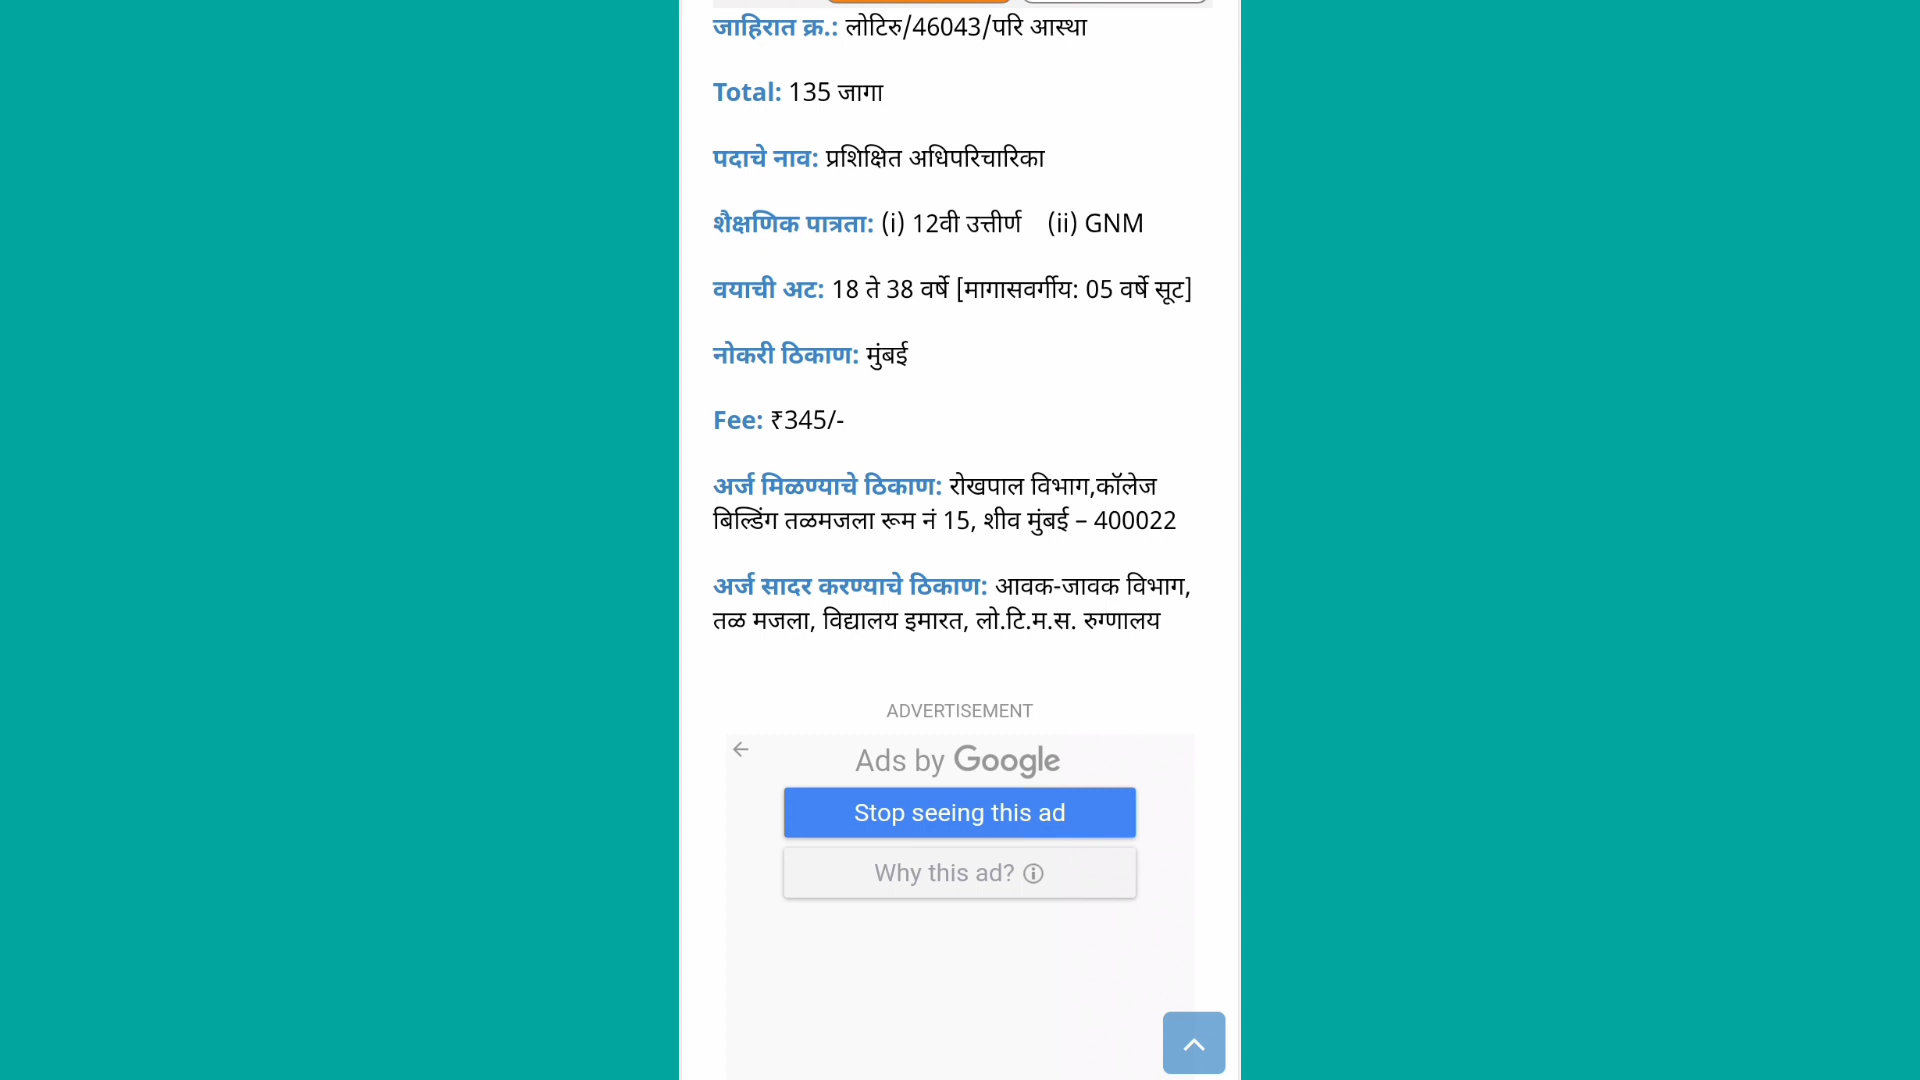 जाहिरात क्र.: लोटिरु/46043/परि आस्था
Total: 135 जागा
पदाचे नाव: प्रशिक्षित अधिपरिचारिका
शैक्षणिक पात्रता: (i) 12वी उत्तीर्ण (ii) GNM
वयाची अट: 18 ते 38 वर्षे [मागासवर्गीय: 05 वर्षे सूट]
नोकरी ठिकाण: मुंबई
Fee: ₹345/-
अर्ज मिळण्याचे ठिकाण: रोखपाल विभाग,कॉलेज
बिल्डिंग तळमजला रूम नं 15, शीव मुंबई – 400022
अर्ज सादर करण्याचे ठिकाण: आवक-जावक विभाग,
तळ मजला, विद्यालय इमारत, लो.टि.म.स. रुग्णालय
ADVERTISEMENT
Ads by Google
Stop seeing this ad
Why this ad?